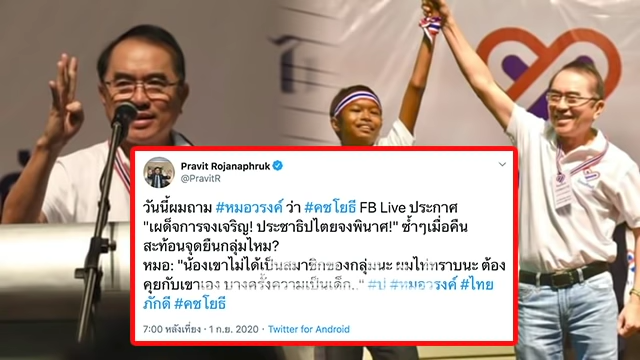 Pravit Rojanaphruk
@PravitR
วันนี้ผมถาม #หมอวรงค์ ว่า #คชโยธี FB Live ประกาศ
"เผด็จการจงเจริญ! ประชาธิปไตยจงพินาศ!" ซ้ำๆเมื่อคืน
สะท้อนจุดยืนกลุ่มไหม?
หมอ: "น้องเขาไม่ได้เป็นสมาชิกของกลุ่มนะ ผมไม่ทราบนะ ต้อง
คุยกับเขาเอง บางครั้งความเป็นเด็ก.." #ป #หมอวรงค์ #ไทย
ภักดี #คชโยธี
7:00 หลังเที่ยง · 1 ก.ย. 2020 · Twitter for Android